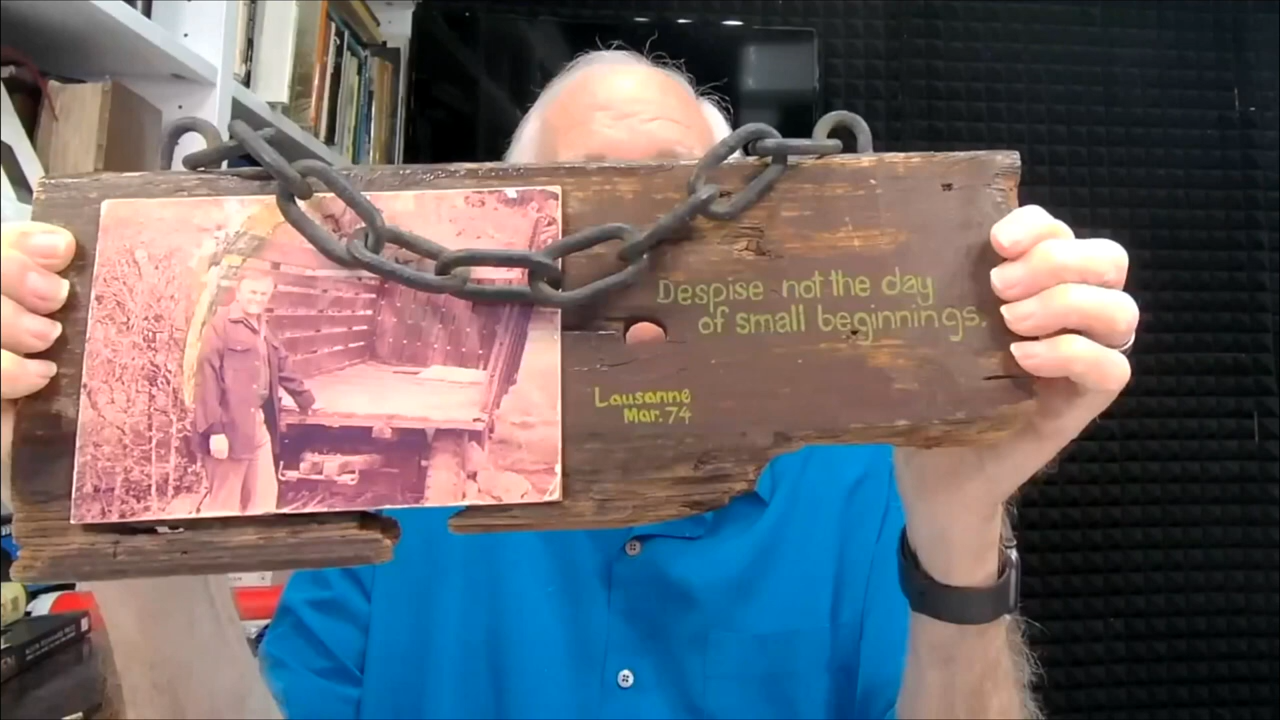 Despise not the day
of small beginnings.
Lausanne
Mar. 74